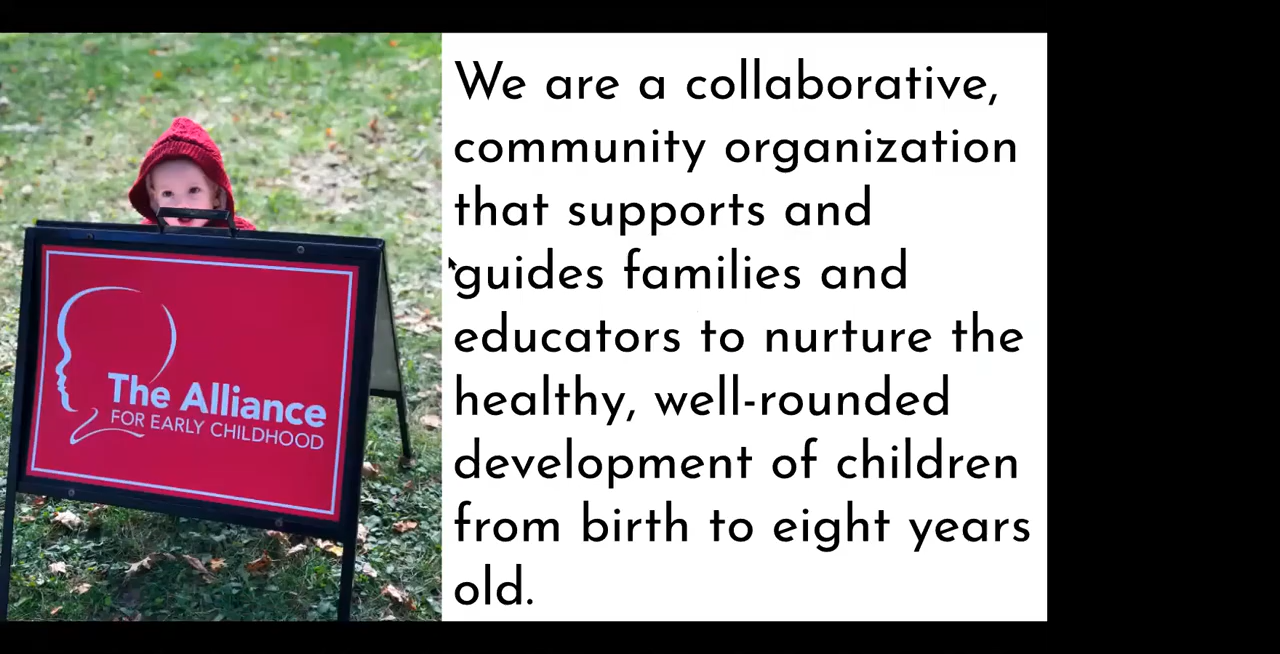 The Alliance
FOR EARLY CHILDHOOD
We are a collaborative,
community organization
that supports and
guides families and
educators to nurture the
healthy, well-rounded
development of children
from birth to eight years
old.